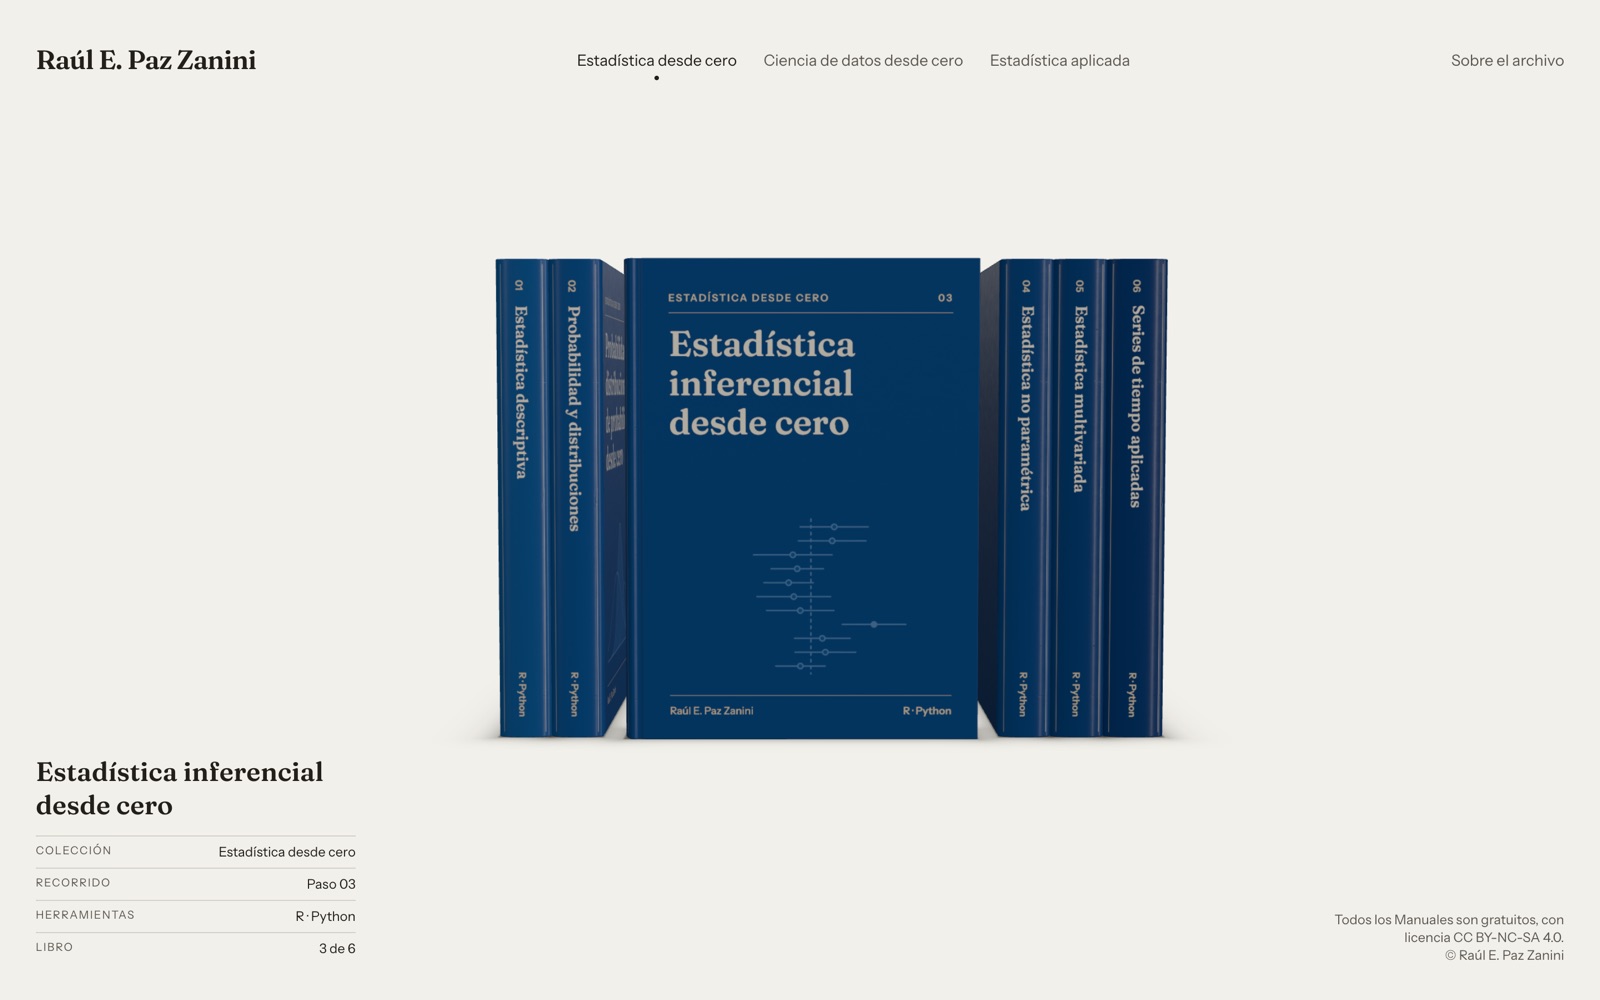 Raúl E. Paz Zanini
Estadística desde cero
Ciencia de datos desde cero
Estadística aplicada
Sobre el archivo
01 Estadística descriptiva R·Python
02 Probabilidad y distribuciones R·Python
ESTADÍSTICA DESDE CERO 03
Estadística
inferencial
desde cero
Raúl E. Paz Zanini R·Python
04 Estadística no paramétrica R·Python
05 Estadística multivariada R·Python
06 Series de tiempo aplicadas R·Python
Estadística inferencial
desde cero
COLECCIÓN Estadística desde cero
RECORRIDO Paso 03
HERRAMIENTAS R·Python
LIBRO 3 de 6
Todos los Manuales son gratuitos, con
licencia CC BY-NC-SA 4.0.
© Raúl E. Paz Zanini